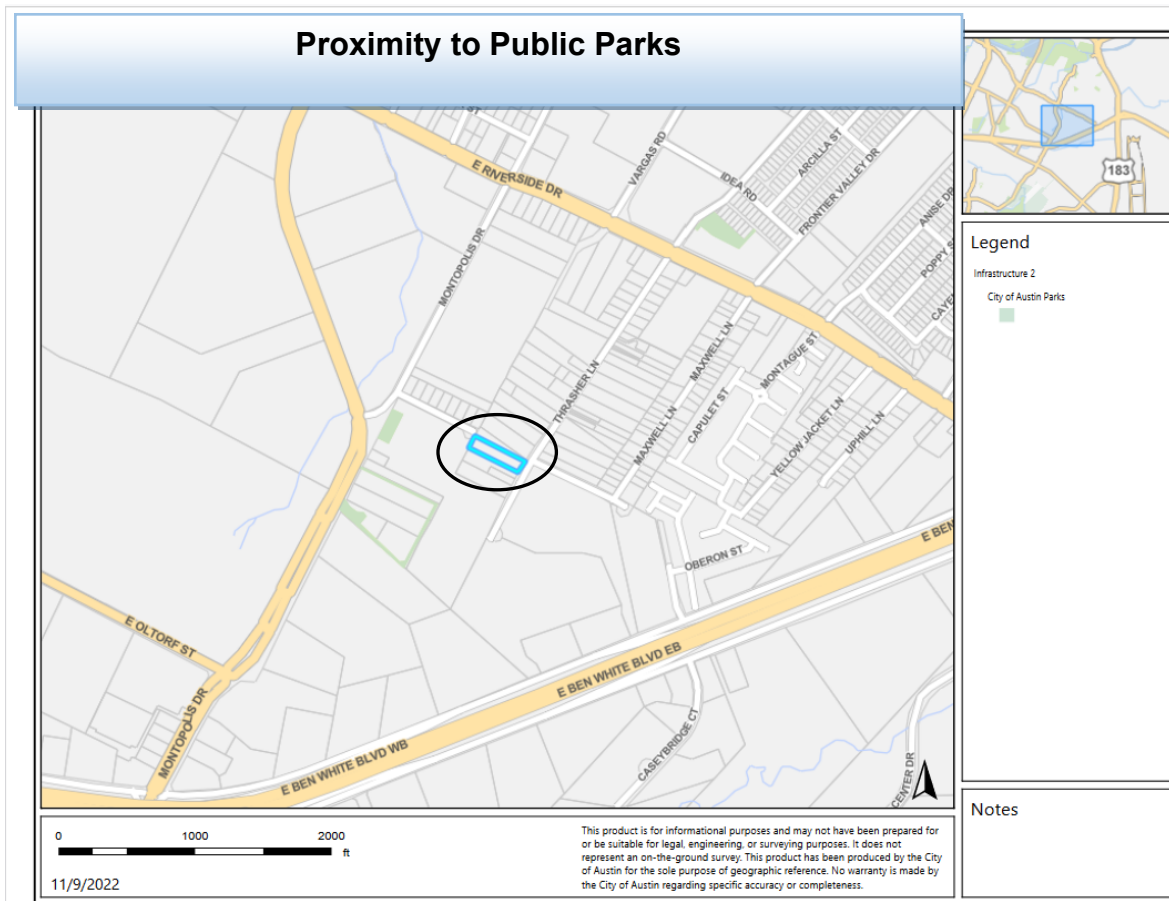 Proximity to Public Parks
ST
E RIVERSIDE DR
VARGAS RD
IDEA RD
ARCILLA ST
FRONTIER VALLEY DR
ANISE DR
POPPY S
CAYE
MONTOPOLIS DR
THRASHER LN
MAXWELL LN
MONTAGUE ST
CAPULET ST
MAXWELL LN
YELLOW JACKET LN
UPHILL LN
OBERON ST
E BEN
E OLTORF ST
MONTOPOLIS DR
E BEN WHITE BLVD EB
E BEN WHITE BLVD WB
CASEYBRIDGE CT
CENTER DR
183
Legend
Infrastructure 2
City of Austin Parks
Notes
0 1000 2000
ft
11/9/2022
This product is for informational purposes and may not have been prepared for
or be suitable for legal, engineering, or surveying purposes. It does not
represent an on-the-ground survey. This product has been produced by the City
of Austin for the sole purpose of geographic reference. No warranty is made by
the City of Austin regarding specific accuracy or completeness.